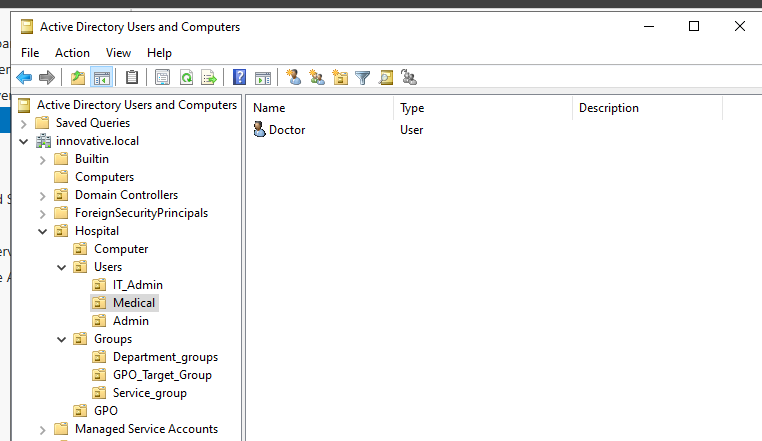 Active Directory Users and Computers
File Action View Help
Active Directory Users and Computers
Saved Queries
innovative.local
Builtin
Computers
Domain Controllers
ForeignSecurityPrincipals
Hospital
Computer
Users
IT_Admin
Medical
Admin
Groups
Department_groups
GPO_Target_Group
Service_group
GPO
Managed Service Accounts
Name Type Description
Doctor User